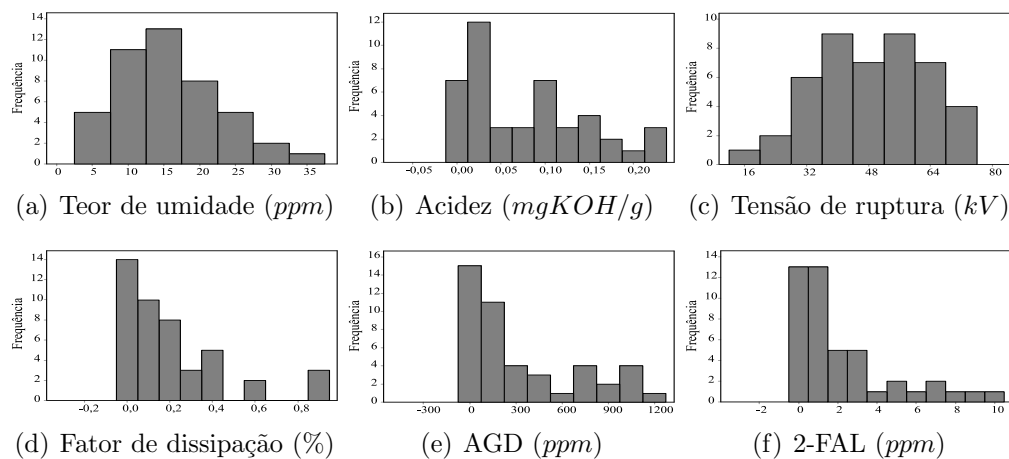 Frequência
14
12
10
8
6
4
2
0
0 5 10 15 20 25 30 35
(a) Teor de umidade (ppm)
Frequência
12
10
8
6
4
2
0
-0,05 0,00 0,05 0,10 0,15 0,20
(b) Acidez (mgKOH/g)
Frequência
10
8
6
4
2
0
16 32 48 64 80
(c) Tensão de ruptura (kV)
Frequência
14
12
10
8
6
4
2
0
-0,2 0,0 0,2 0,4 0,6 0,8
(d) Fator de dissipação (%)
Frequência
16
14
12
10
8
6
4
2
0
-300 0 300 600 900 1200
(e) AGD (ppm)
Frequência
14
12
10
8
6
4
2
0
-2 0 2 4 6 8 10
(f) 2-FAL (ppm)